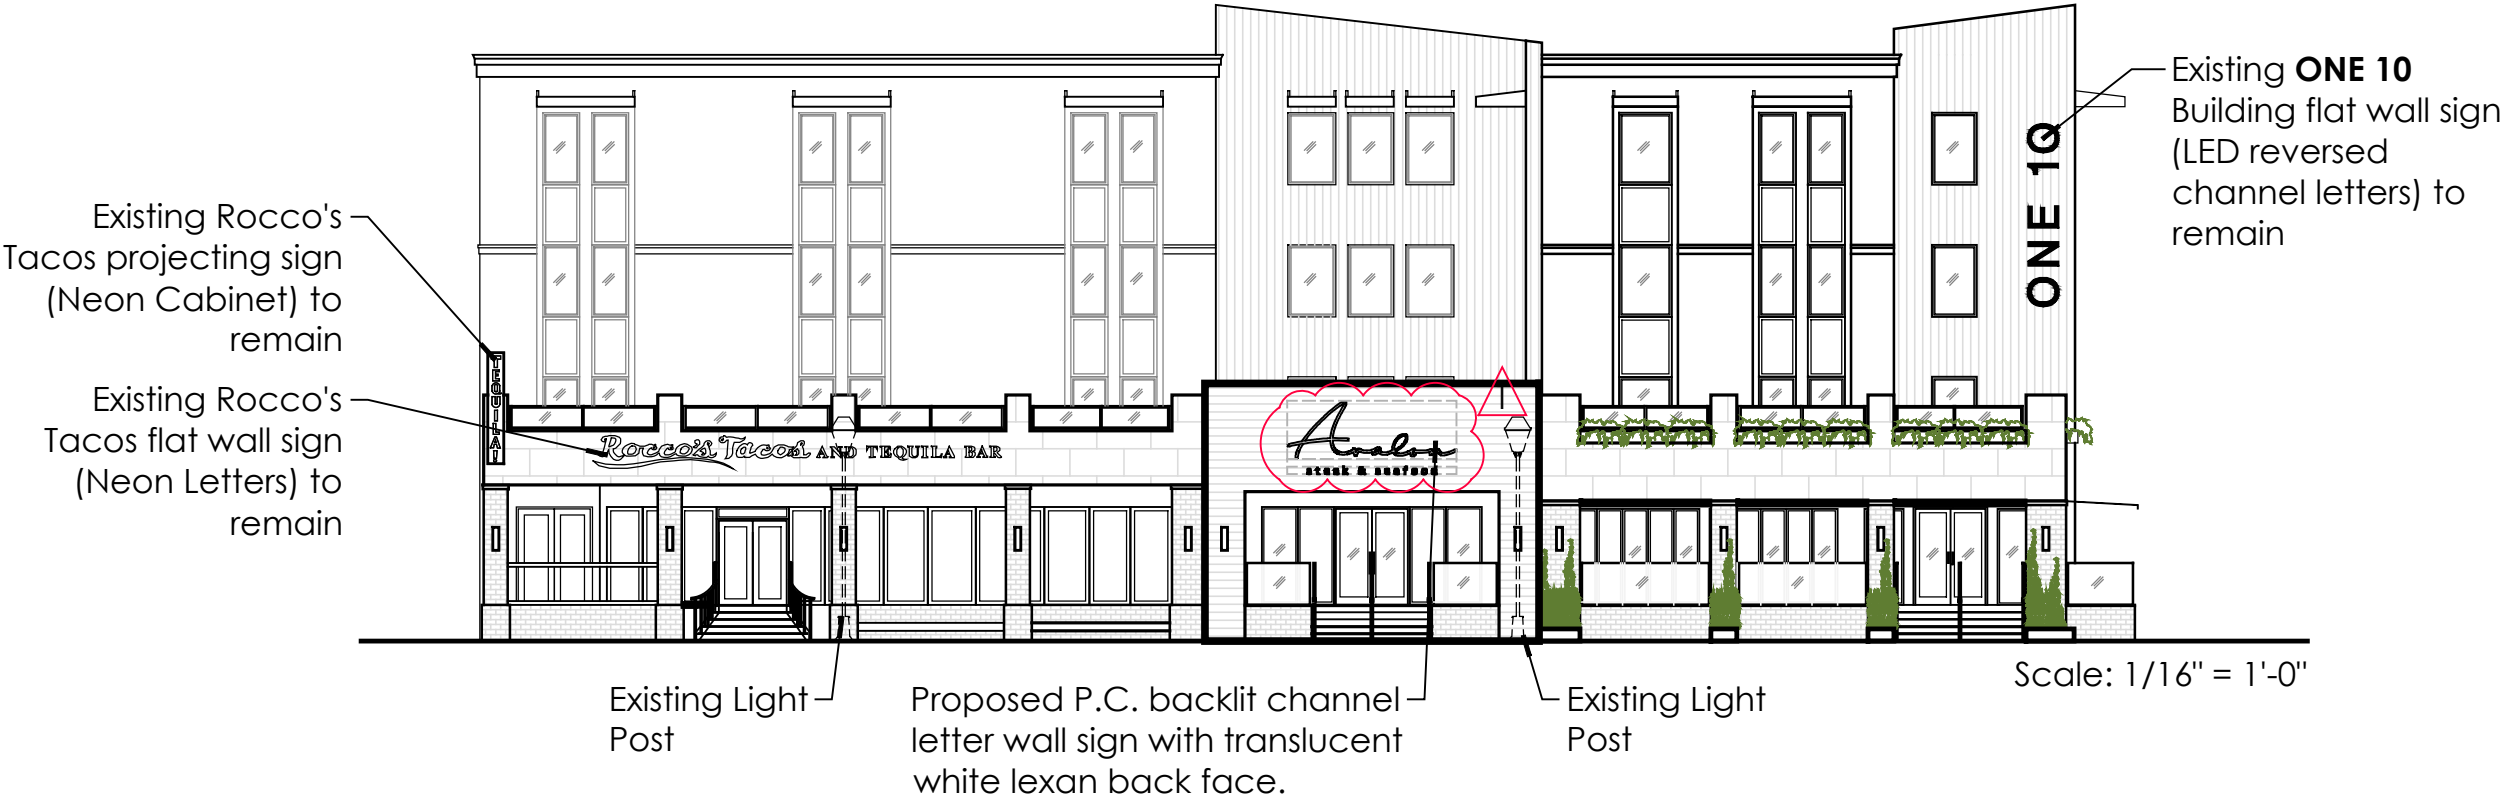 Existing ONE 10
Building flat wall sign
(LED reversed
channel letters) to
remain
ONE 10
Existing Rocco's
Tacos projecting sign
(Neon Cabinet) to
remain
TEQUILA!
Existing Rocco's
Tacos flat wall sign
(Neon Letters) to
remain
Rocco's Tacos AND TEQUILA BAR
Avalon
steak & seafood
1
Scale: 1/16" = 1'-0"
Existing Light
Post
Proposed P.C. backlit channel
letter wall sign with translucent
white lexan back face.
Existing Light
Post